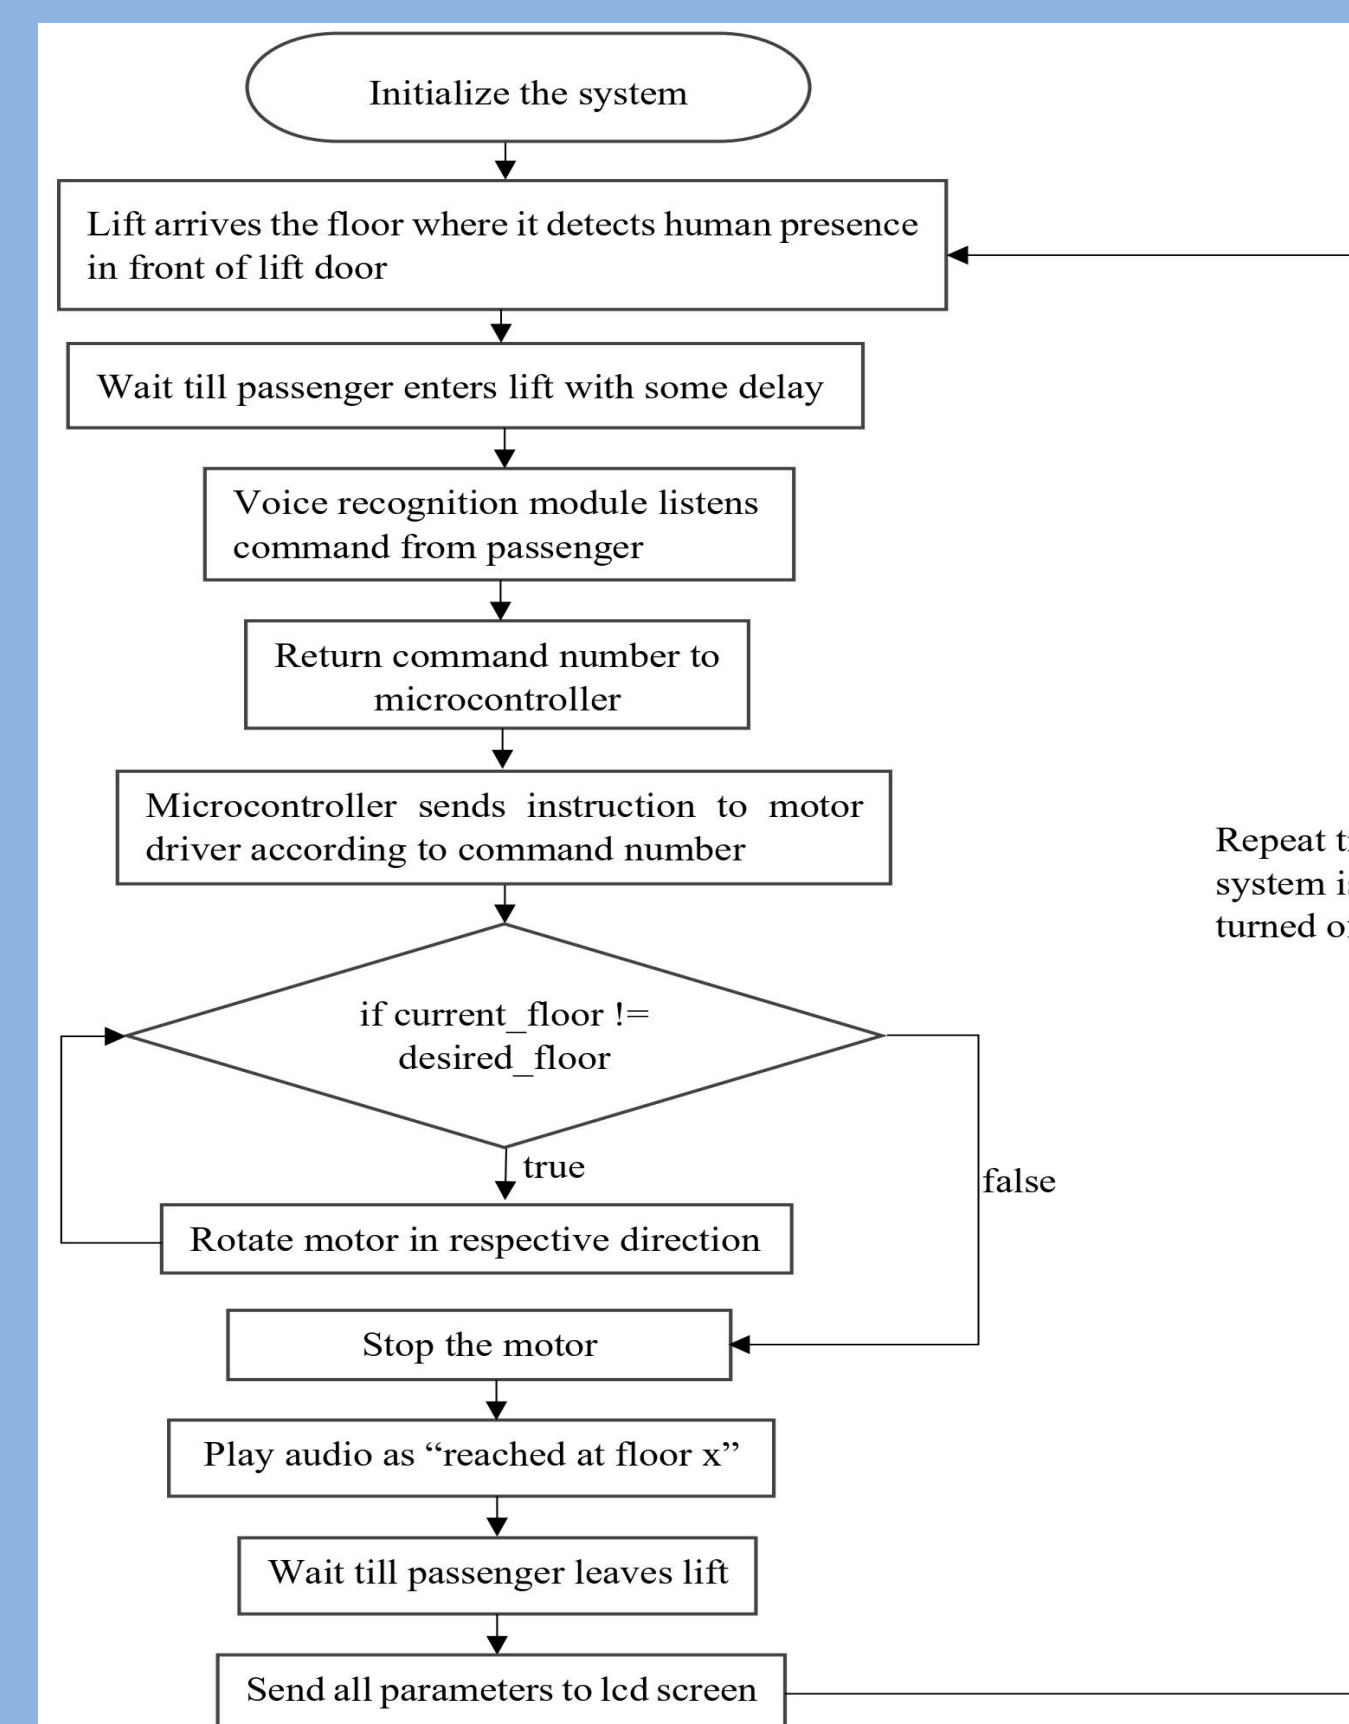 Initialize the system
Lift arrives the floor where it detects human presence
in front of lift door
Wait till passenger enters lift with some delay
Voice recognition module listens
command from passenger
Return command number to
microcontroller
Microcontroller sends instruction to motor
driver according to command number
Repeat
system
turned
if current_floor !=
desired_floor
true
false
Rotate motor in respective direction
Stop the motor
Play audio as “reached at floor x”
Wait till passenger leaves lift
Send all parameters to lcd screen